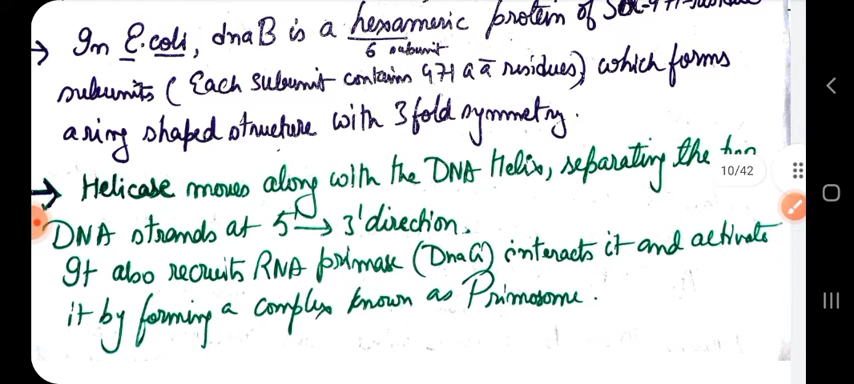 → In E.coli, dnaB is a hexameric protein of
6 subunit
subunits (Each subunit contains 471 aā residues) which forms
a ring shaped structure with 3 fold symmetry.
→ Helicase moves along with the DNA Helix, separating the two
10/42
DNA strands at 5' → 3' direction.
It also recruits RNA primase (DnaG) interacts it and activate
it by forming a complex known as Primosome.